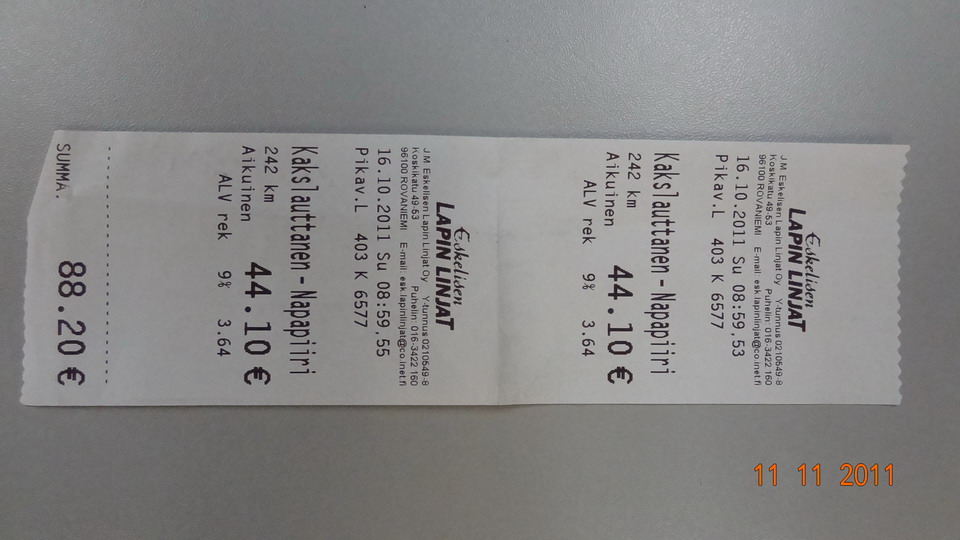 Eskelisen
LAPIN LINJAT
J M Eskelisen Lapin Linjat Oy Y-tunnus 0210549-8
Koskikatu 49-53 Puhelin: 016-3422 160
96100 ROVANIEMI E-mail: esk.lapinlinjat@co.inet.fi
16.10.2011 Su 08:59,53
Pikav.L 403 K 6577
Kakslauttanen-Napapiiri
242 km
Aikuinen 44.10 €
ALV rek 9% 3.64
Eskelisen
LAPIN LINJAT
J M Eskelisen Lapin Linjat Oy Y-tunnus 0210549-8
Koskikatu 49-53 Puhelin: 016-3422 160
96100 ROVANIEMI E-mail: esk.lapinlinjat@co.inet.fi
16.10.2011 Su 08:59,55
Pikav.L 403 K 6577
Kakslauttanen-Napapiiri
242 km
Aikuinen 44.10 €
ALV rek 9% 3.64
SUMMAV. 88.20 €
11 11 2011